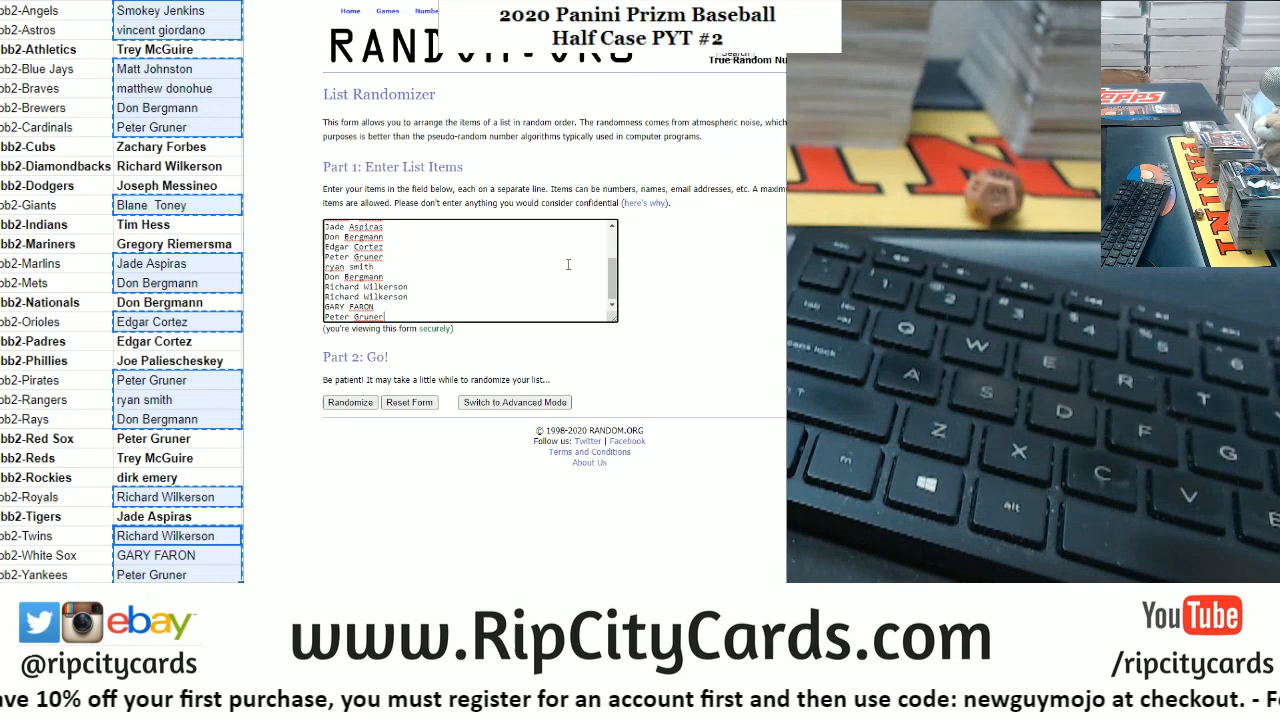 bb2-Angels Smokey Jenkins
bb2-Astros vincent giordano
bb2-Athletics Trey McGuire
bb2-Blue Jays Matt Johnston
bb2-Braves matthew donohue
bb2-Brewers Don Bergmann
bb2-Cardinals Peter Gruner
bb2-Cubs Zachary Forbes
bb2-Diamondbacks Richard Wilkerson
bb2-Dodgers Joseph Messineo
bb2-Giants Blane Toney
bb2-Indians Tim Hess
bb2-Mariners Gregory Riemersma
bb2-Marlins Jade Aspiras
bb2-Mets Don Bergmann
bb2-Nationals Don Bergmann
bb2-Orioles Edgar Cortez
bb2-Padres Edgar Cortez
bb2-Phillies Joe Paliescheskey
bb2-Pirates Peter Gruner
bb2-Rangers ryan smith
bb2-Rays Don Bergmann
bb2-Red Sox Peter Gruner
bb2-Reds Trey McGuire
bb2-Rockies dirk emery
bb2-Royals Richard Wilkerson
bb2-Tigers Jade Aspiras
bb2-Twins Richard Wilkerson
bb2-White Sox GARY FARON
bb2-Yankees Peter Gruner
Home Games Numbe
2020 Panini Prizm Baseball
Half Case PYT #2
RANDOM.ORG
Search
True Random Nu
List Randomizer
This form allows you to arrange the items of a list in random order. The randomness comes from atmospheric noise, which
purposes is better than the pseudo-random number algorithms typically used in computer programs.
Part 1: Enter List Items
Enter your items in the field below, each on a separate line. Items can be numbers, names, email addresses, etc. A maximu
items are allowed. Please don't enter anything you would consider confidential (here's why).
Jade Aspiras
Don Bergmann
Edgar Cortez
Peter Gruner
ryan smith
Don Bergmann
Richard Wilkerson
Richard Wilkerson
GARY FARON
Peter Gruner
(you're viewing this form securely)
Part 2: Go!
Be patient! It may take a little while to randomize your list...
Randomize Reset Form Switch to Advanced Mode
© 1998-2020 RANDOM.ORG
Follow us: Twitter | Facebook
Terms and Conditions
About Us
Topps
Q W E R T
A S D F G
Z X C V
alt
ebay
@ripcitycards
www.RipCityCards.com
YouTube
/ripcitycards
ave 10% off your first purchase, you must register for an account first and then use code: newguymojo at checkout. - Fo